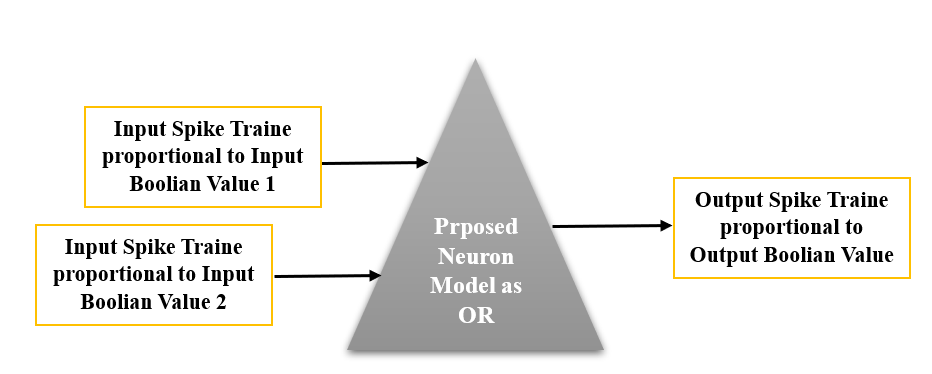 Input Spike Traine
proportional to Input
Boolian Value 1
Input Spike Traine
proportional to Input
Boolian Value 2
Prposed
Neuron
Model as
OR
Output Spike Traine
proportional to
Output Boolian Value